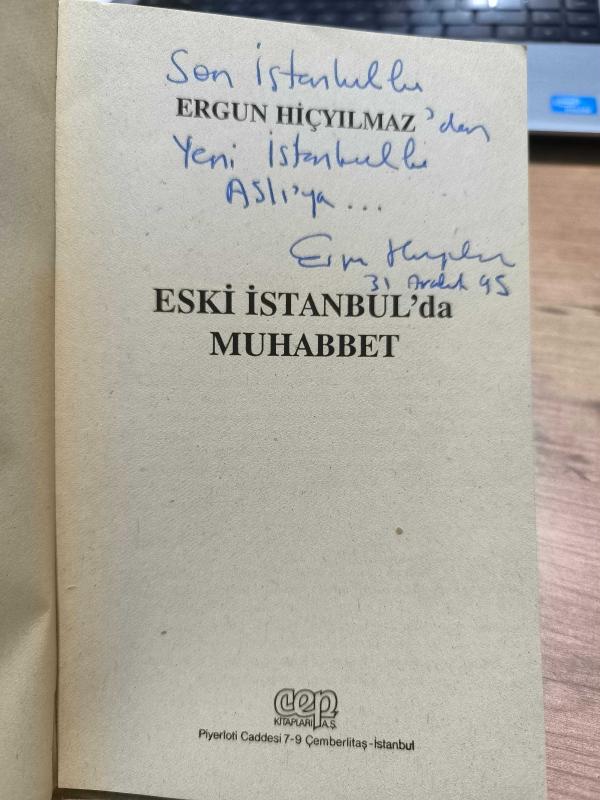 Son İstanbullu
ERGUN HİÇYILMAZ'dan
Yeni İstanbullu
Aslı'ya...
31 Aralık 95
ESKİ İSTANBUL'da
MUHABBET
cep
KİTAPLARI A.Ş.
Piyerloti Caddesi 7-9 Çemberlitaş-İstanbul